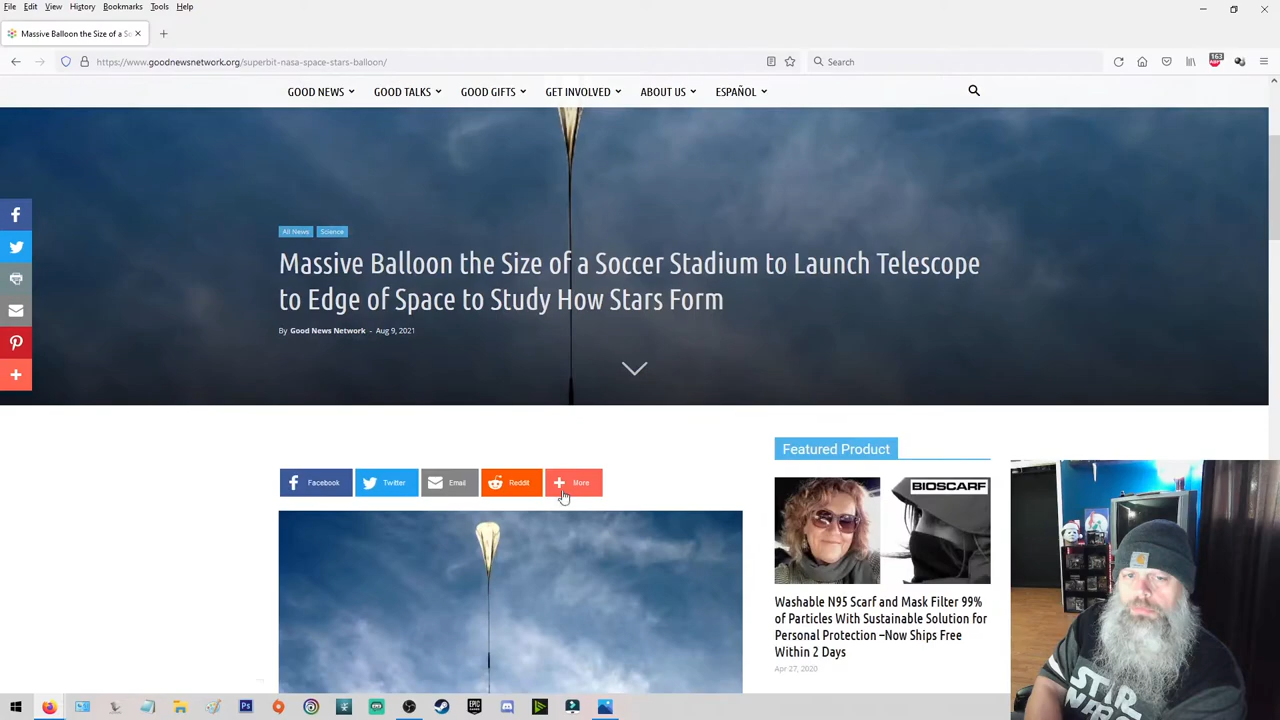 File Edit View History Bookmarks Tools Help
Massive Balloon the Size of a So
https://www.goodnewsnetwork.org/superbit-nasa-space-stars-balloon/
Search
163
GOOD NEWS GOOD TALKS GOOD GIFTS GET INVOLVED ABOUT US ESPAÑOL
All News Science
Massive Balloon the Size of a Soccer Stadium to Launch Telescope
to Edge of Space to Study How Stars Form
By Good News Network - Aug 9, 2021
Facebook Twitter Email Reddit More
Featured Product
BIOSCARF
Washable N95 Scarf and Mask Filter 99%
of Particles With Sustainable Solution for
Personal Protection –Now Ships Free
Within 2 Days
Apr 27, 2020
STAR